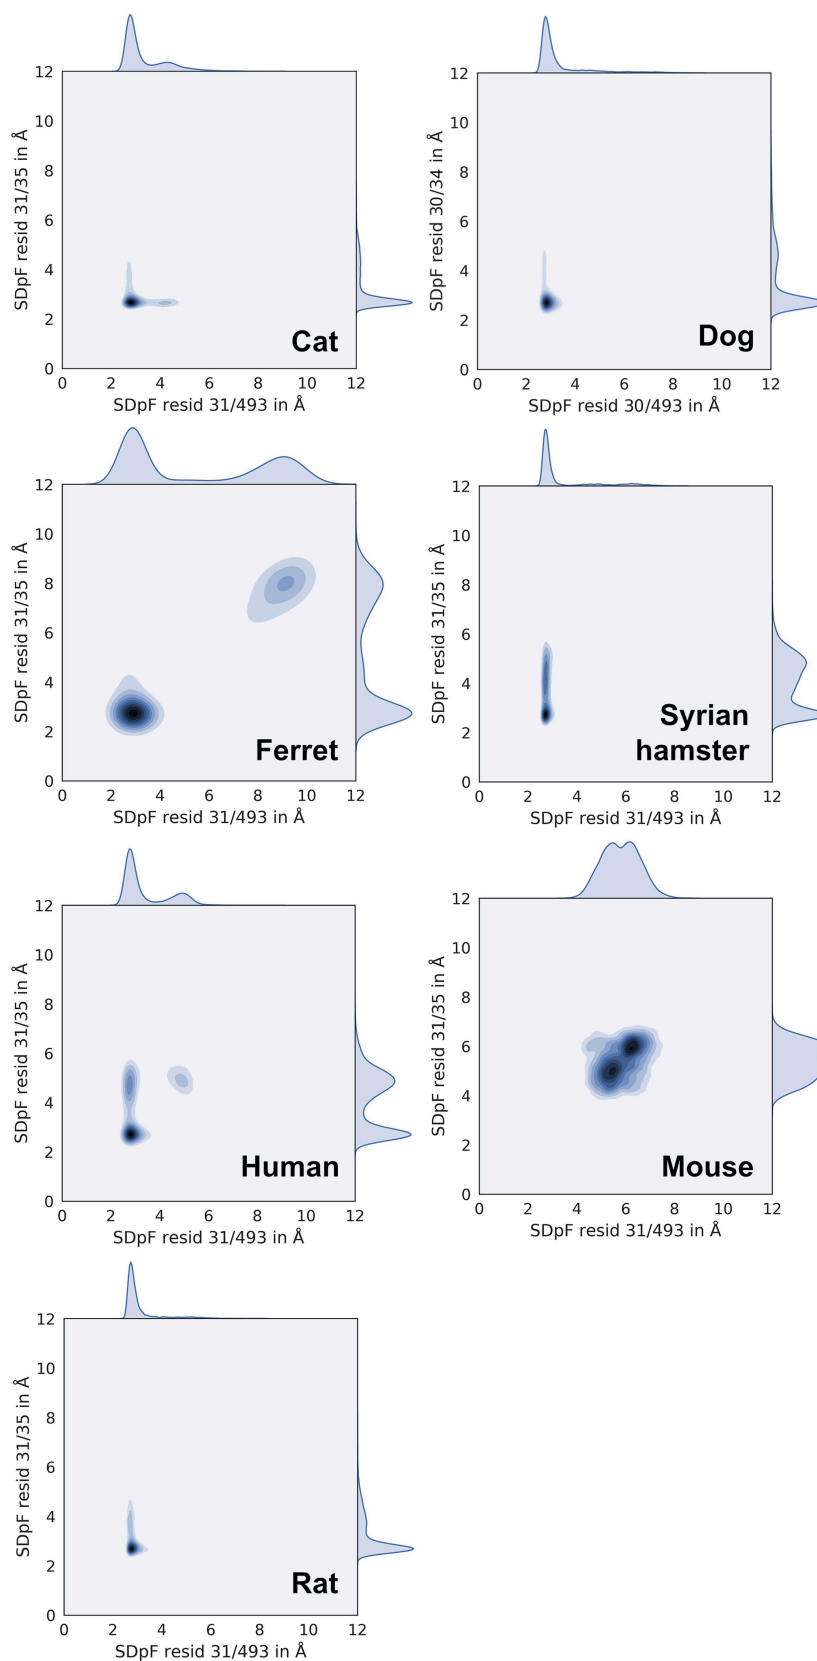 12
10
8
6
4
2
0
SDpF resid 31/35 in Å
Cat
0 2 4 6 8 10 12
SDpF resid 31/493 in Å
12
10
8
6
4
2
0
SDpF resid 30/34 in Å
Dog
0 2 4 6 8 10 12
SDpF resid 30/493 in Å
12
10
8
6
4
2
0
SDpF resid 31/35 in Å
Ferret
0 2 4 6 8 10 12
SDpF resid 31/493 in Å
12
10
8
6
4
2
0
SDpF resid 31/35 in Å
Syrian
hamster
0 2 4 6 8 10 12
SDpF resid 31/493 in Å
12
10
8
6
4
2
0
SDpF resid 31/35 in Å
Human
0 2 4 6 8 10 12
SDpF resid 31/493 in Å
12
10
8
6
4
2
0
SDpF resid 31/35 in Å
Mouse
0 2 4 6 8 10 12
SDpF resid 31/493 in Å
12
10
8
6
4
2
0
SDpF resid 31/35 in Å
Rat
0 2 4 6 8 10 12
SDpF resid 31/493 in Å